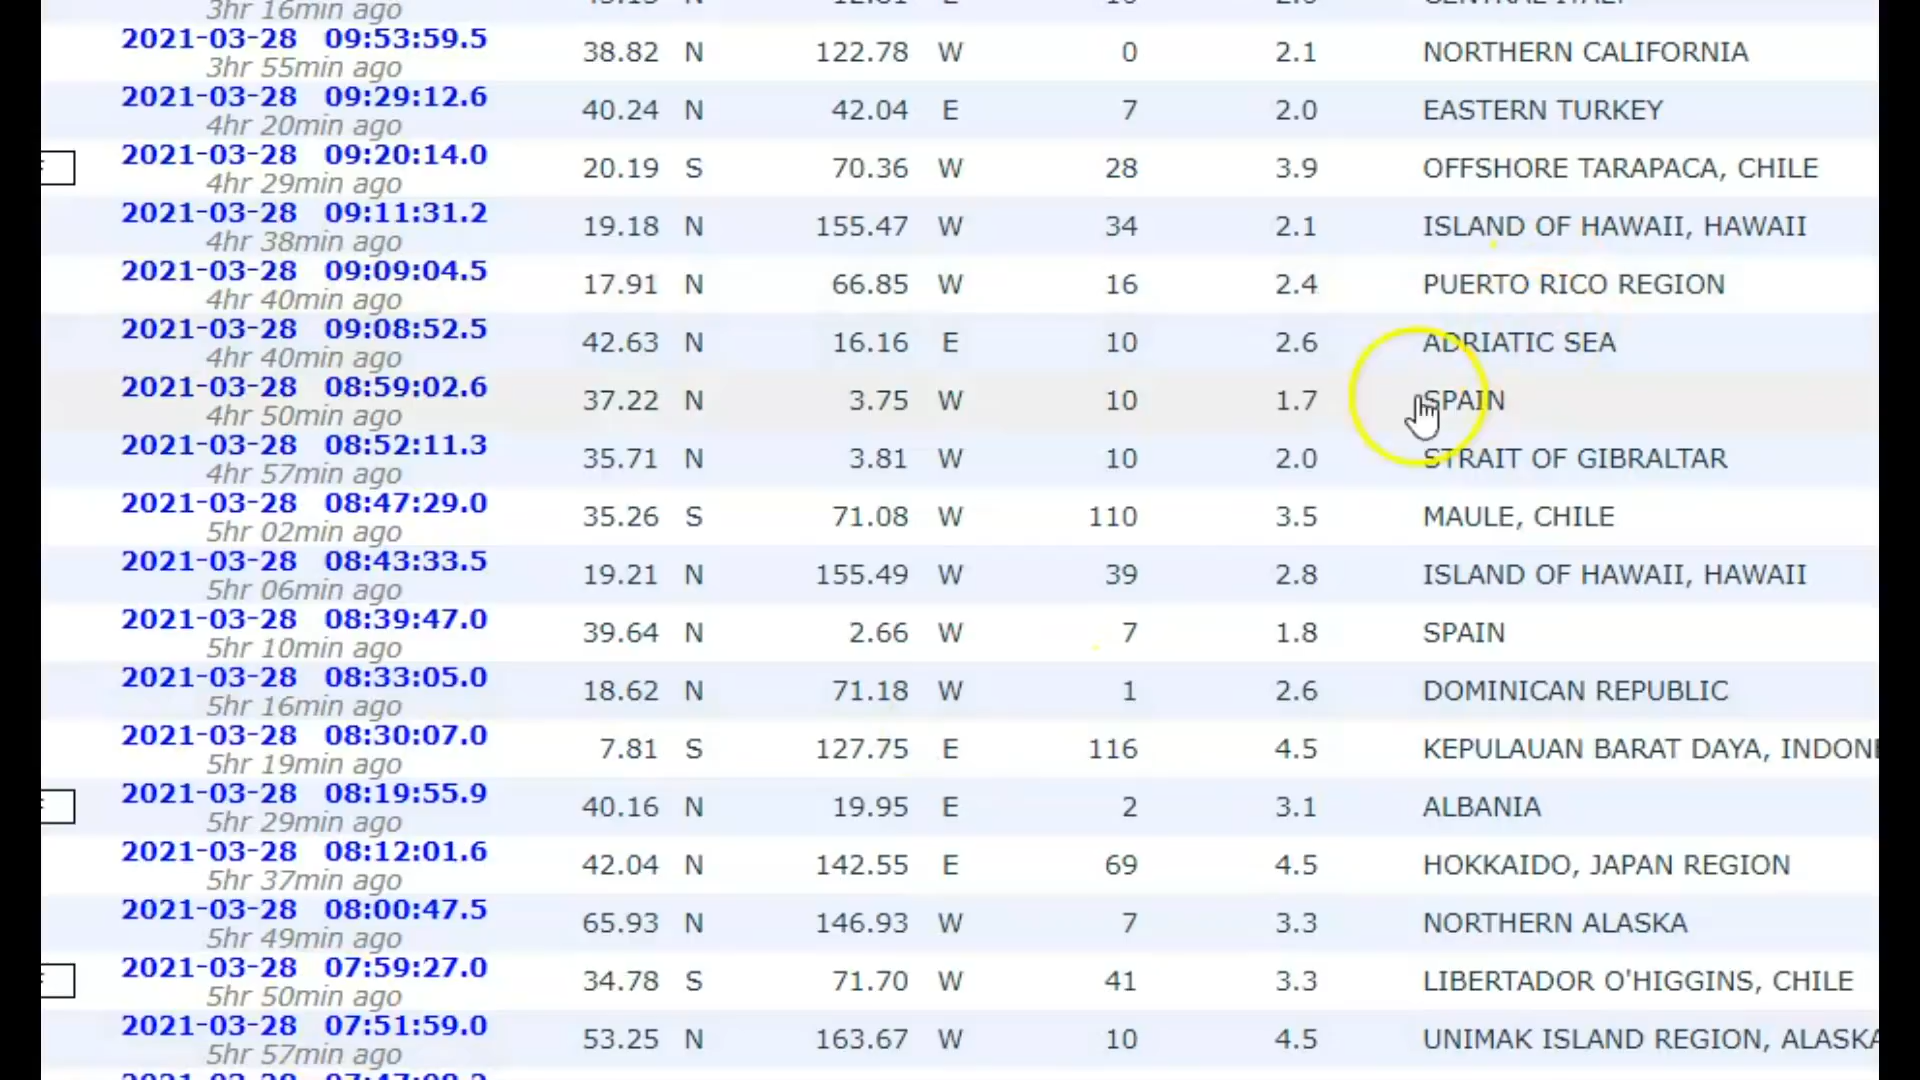 3hr 16min ago
2021-03-28 09:53:59.5 38.82 N 122.78 W 0 2.1 NORTHERN CALIFORNIA
3hr 55min ago
2021-03-28 09:29:12.6 40.24 N 42.04 E 7 2.0 EASTERN TURKEY
4hr 20min ago
2021-03-28 09:20:14.0 20.19 S 70.36 W 28 3.9 OFFSHORE TARAPACA, CHILE
4hr 29min ago
2021-03-28 09:11:31.2 19.18 N 155.47 W 34 2.1 ISLAND OF HAWAII, HAWAII
4hr 38min ago
2021-03-28 09:09:04.5 17.91 N 66.85 W 16 2.4 PUERTO RICO REGION
4hr 40min ago
2021-03-28 09:08:52.5 42.63 N 16.16 E 10 2.6 ADRIATIC SEA
4hr 40min ago
2021-03-28 08:59:02.6 37.22 N 3.75 W 10 1.7 SPAIN
4hr 50min ago
2021-03-28 08:52:11.3 35.71 N 3.81 W 10 2.0 STRAIT OF GIBRALTAR
4hr 57min ago
2021-03-28 08:47:29.0 35.26 S 71.08 W 110 3.5 MAULE, CHILE
5hr 02min ago
2021-03-28 08:43:33.5 19.21 N 155.49 W 39 2.8 ISLAND OF HAWAII, HAWAII
5hr 06min ago
2021-03-28 08:39:47.0 39.64 N 2.66 W 7 1.8 SPAIN
5hr 10min ago
2021-03-28 08:33:05.0 18.62 N 71.18 W 1 2.6 DOMINICAN REPUBLIC
5hr 16min ago
2021-03-28 08:30:07.0 7.81 S 127.75 E 116 4.5 KEPULAUAN BARAT DAYA, INDON
5hr 19min ago
2021-03-28 08:19:55.9 40.16 N 19.95 E 2 3.1 ALBANIA
5hr 29min ago
2021-03-28 08:12:01.6 42.04 N 142.55 E 69 4.5 HOKKAIDO, JAPAN REGION
5hr 37min ago
2021-03-28 08:00:47.5 65.93 N 146.93 W 7 3.3 NORTHERN ALASKA
5hr 49min ago
2021-03-28 07:59:27.0 34.78 S 71.70 W 41 3.3 LIBERTADOR O'HIGGINS, CHILE
5hr 50min ago
2021-03-28 07:51:59.0 53.25 N 163.67 W 10 4.5 UNIMAK ISLAND REGION, ALASKA
5hr 57min ago